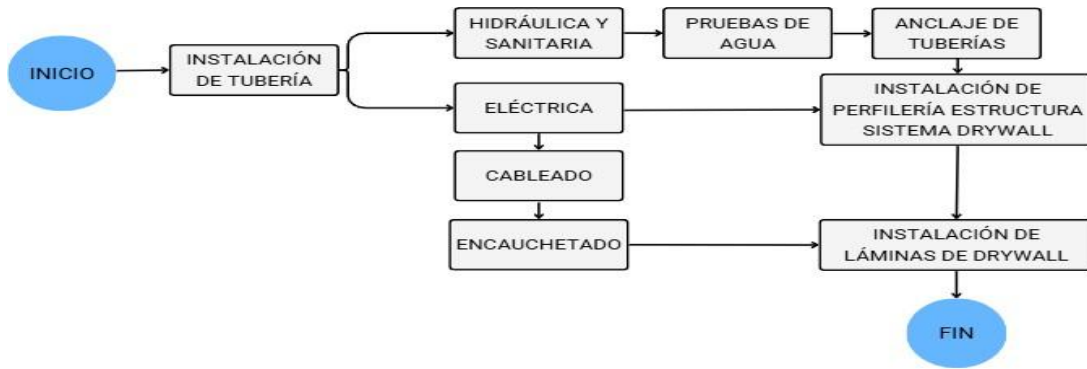 INICIO
INSTALACIÓN
DE TUBERÍA
HIDRÁULICA Y
SANITARIA
PRUEBAS DE
AGUA
ANCLAJE DE
TUBERÍAS
ELÉCTRICA
INSTALACIÓN DE
PERFILERÍA ESTRUCTURA
SISTEMA DRYWALL
CABLEADO
ENCAUCHETADO
INSTALACIÓN DE
LÁMINAS DE DRYWALL
FIN